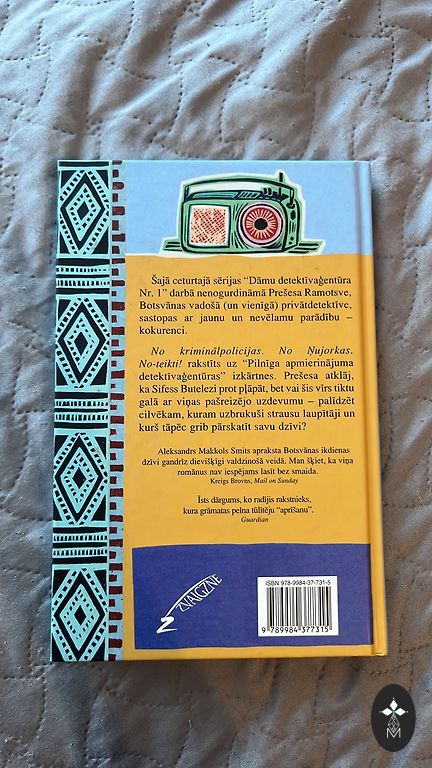 Šajā ceturtajā sērijas “Dāmu detektīvaģentūra
Nr. 1” darbā nenogurdināmā Prešesa Ramotsve,
Botsvānas vadošā (un vienīgā) privātdetektīve,
sastopas ar jaunu un nevēlamu parādību –
kokurenci.
No kriminālpolicijas. No Ņujorkas.
No-teikti! rakstīts uz “Pilnīga apmierinājuma
detektīvaģentūras” izkārtnes. Prešesa atklāj,
ka Sifess Butelezi prot pļāpāt, bet vai šis vīrs tiktu
galā ar viņas pašreizējo uzdevumu – palīdzēt
cilvēkam, kuram uzbrukuši strausu laupītāji un
kurš tāpēc grib pārskatīt savu dzīvi?
Aleksandrs Makkols Smits apraksta Botsvānas ikdienas
dzīvi gandrīz dievišķīgi valdzinošā veidā. Man šķiet, ka viņa
romānus nav iespējams lasīt bez smaida.
Kreigs Brovns, Mail on Sunday
Īsts dārgums, ko radījis rakstnieks,
kura grāmatas pelna tūlītēju “aprīšanu”.
Guardian
ZVAIGZNE
ISBN 978-9984-37-731-5
9 789984 377315
M